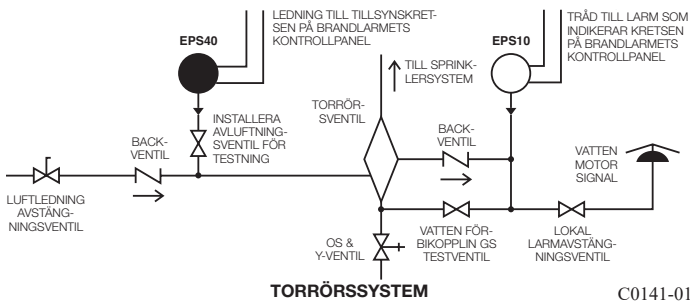 LEDNING TILL TILLSYNSKRET-
SEN PÅ BRANDLARMETS
KONTROLLPANEL
EPS40
TRÅD TILL LARM SOM
INDIKERAR KRETSEN
PÅ BRANDLARMETS
KONTROLLPANEL
EPS10
TILL SPRINK-
LERSYSTEM
INSTALLERA
AVLUFTNING-
SVENTIL FÖR
TESTNING
TORRÖR-
SVENTIL
BACK-
VENTIL
BACK-
VENTIL
VATTEN
MOTOR
SIGNAL
LUFTLEDNING
AVSTÄNG-
NINGSVENTIL
OS &
Y-VENTIL
VATTEN FÖR-
BIKOPPLIN GS
TESTVENTIL
LOKAL
LARMAVSTÄNG-
NINGSVENTIL
TORRÖRSSYSTEM
C0141-01